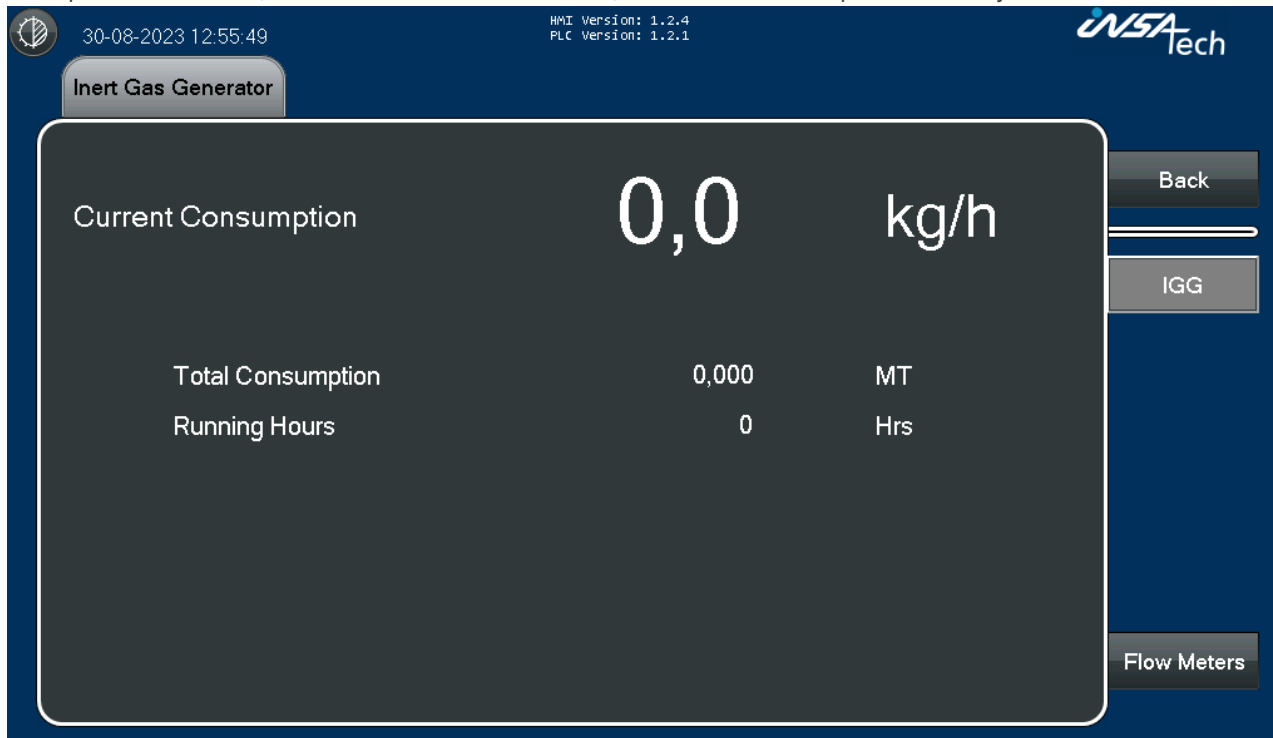 30-08-2023 12:55:49
HMI Version: 1.2.4
PLC Version: 1.2.1
iNSATech
Inert Gas Generator
Back
Current Consumption 0,0 kg/h
IGG
Total Consumption 0,000 MT
Running Hours 0 Hrs
Flow Meters